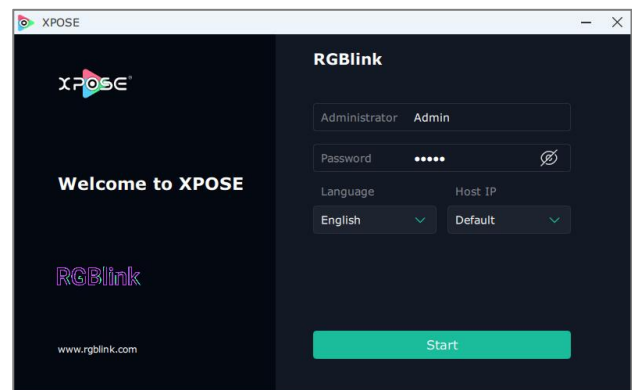 XPOSE
XPOSE
Welcome to XPOSE
RGBlink
www.rgblink.com
RGBlink
Administrator Admin
Password •••••
Language Host IP
English Default
Start